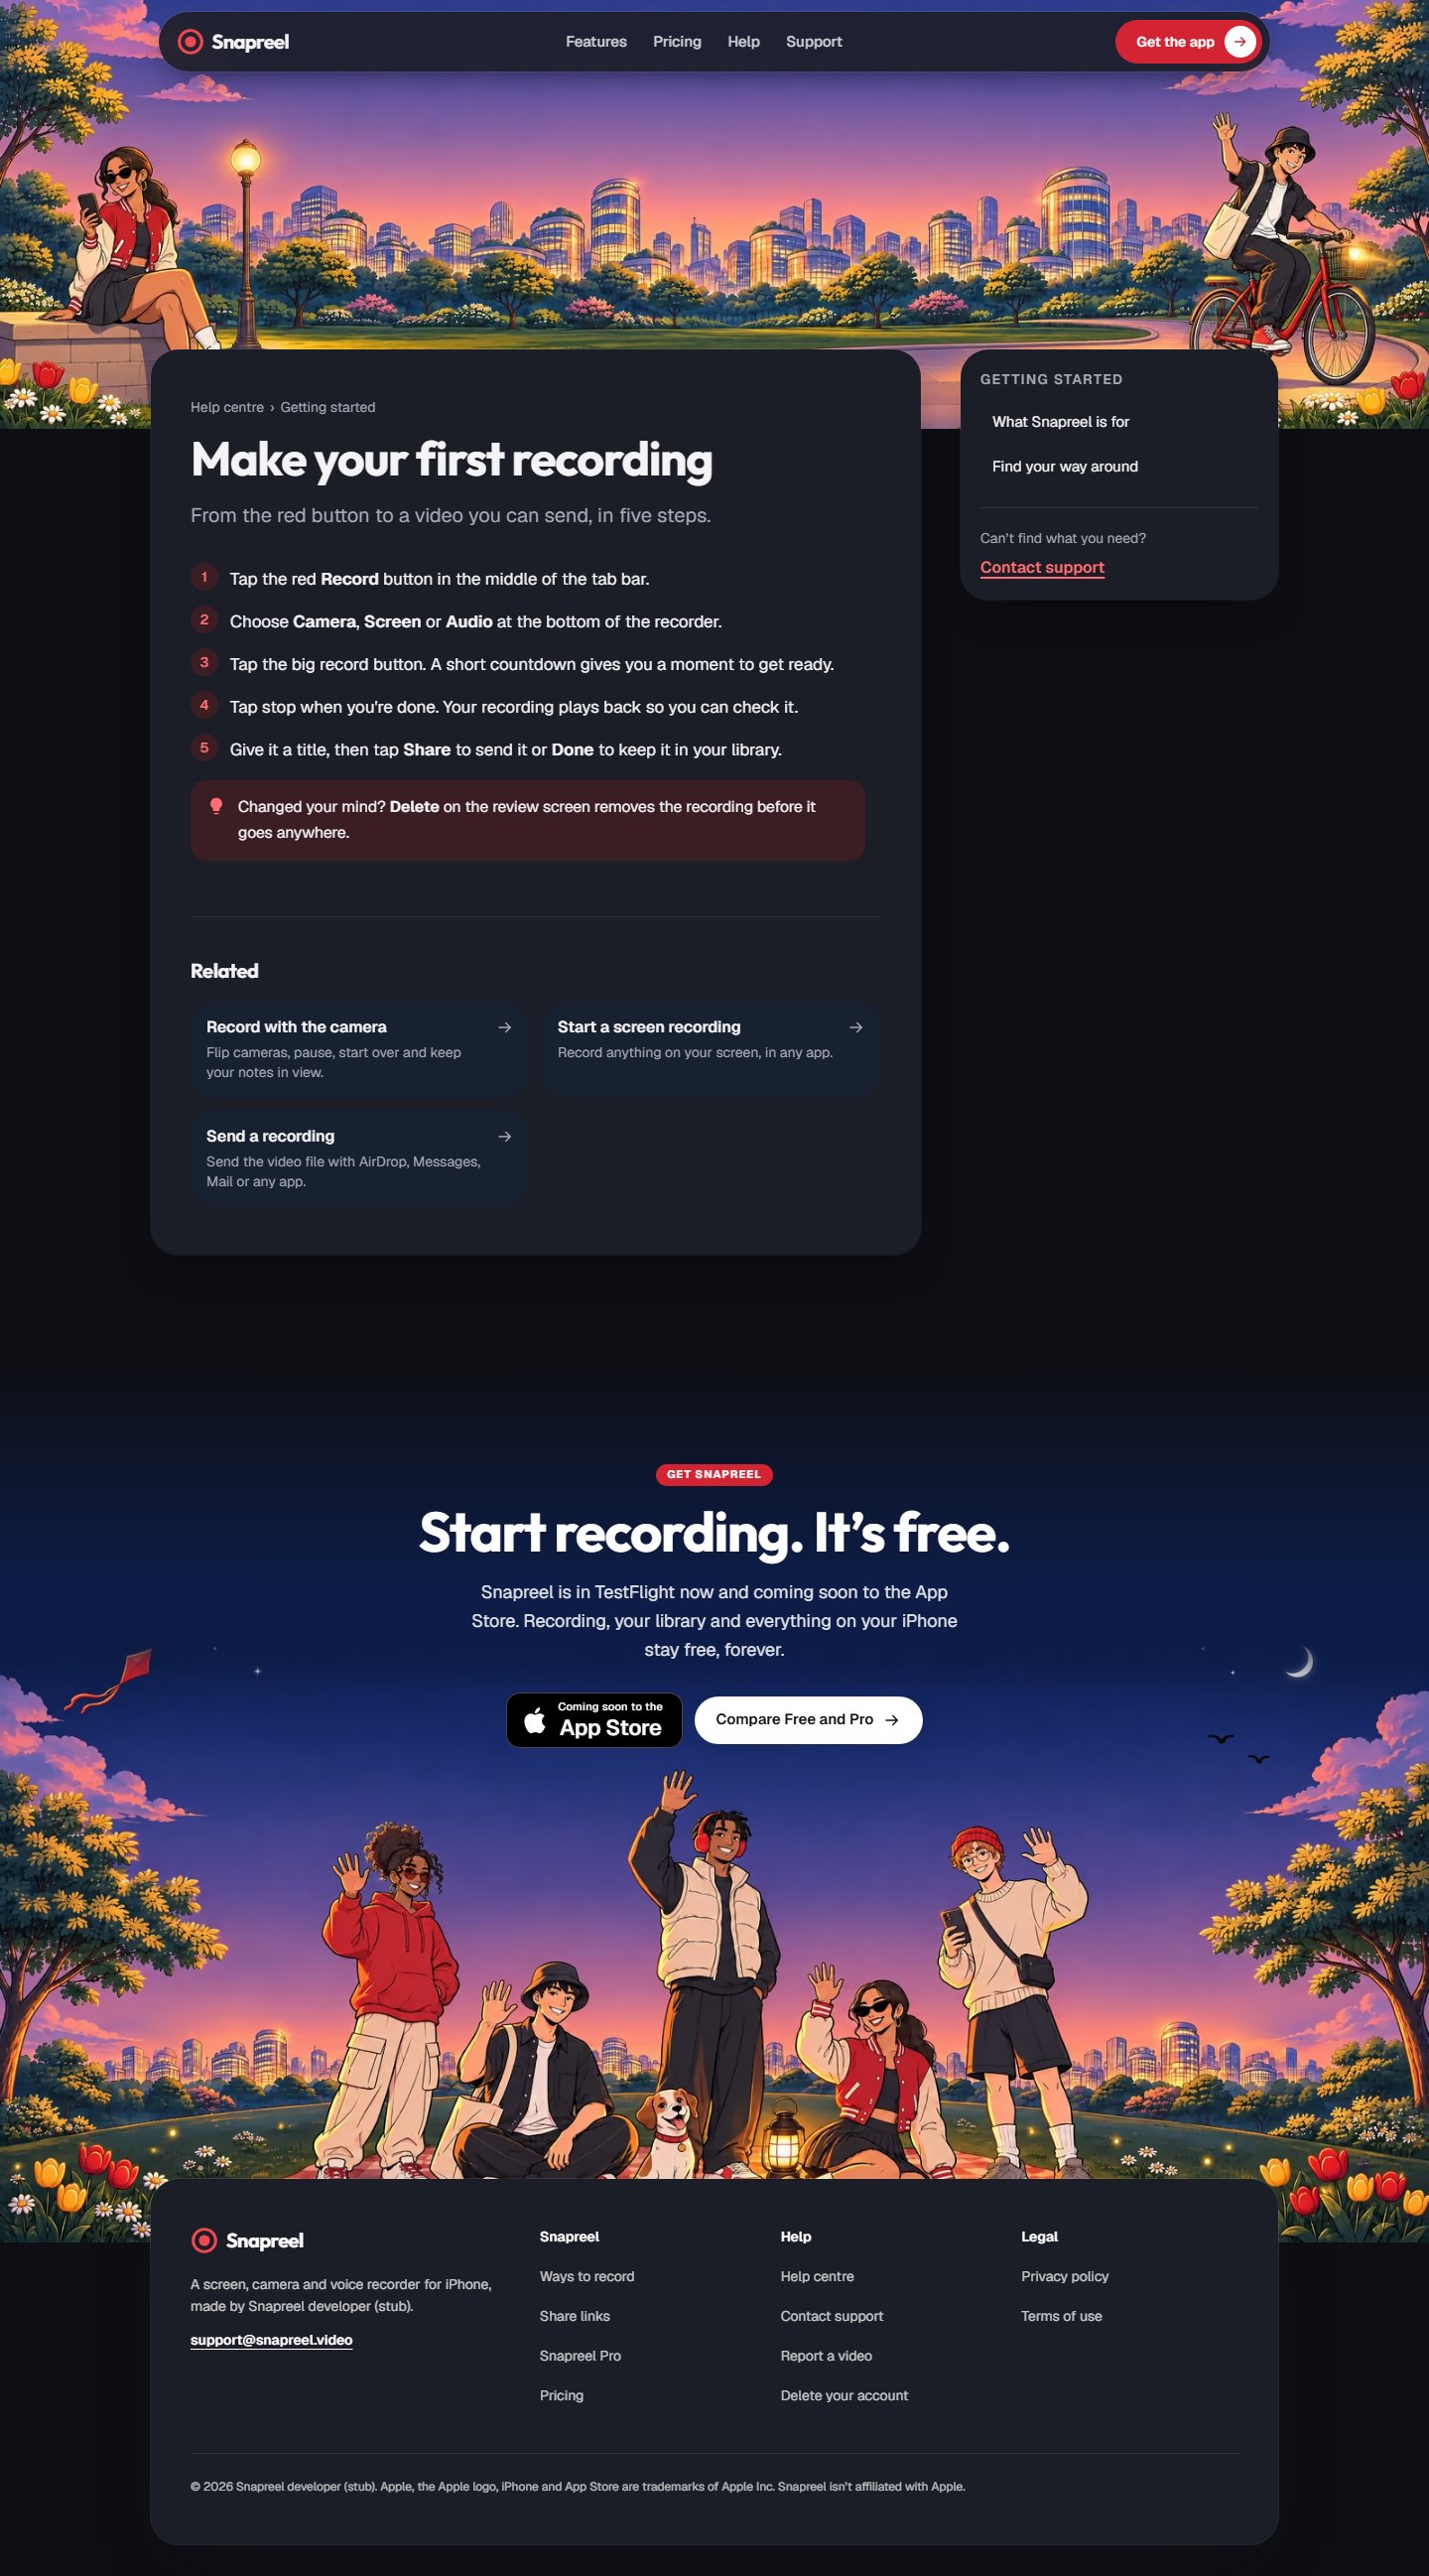 Snapreel
Features
Pricing
Help
Support
Get the app
Help centre › Getting started
Make your first recording
From the red button to a video you can send, in five steps.
1 Tap the red Record button in the middle of the tab bar.
2 Choose Camera, Screen or Audio at the bottom of the recorder.
3 Tap the big record button. A short countdown gives you a moment to get ready.
4 Tap stop when you're done. Your recording plays back so you can check it.
5 Give it a title, then tap Share to send it or Done to keep it in your library.
Changed your mind? Delete on the review screen removes the recording before it
goes anywhere.
Related
Record with the camera
Flip cameras, pause, start over and keep
your notes in view.
Start a screen recording
Record anything on your screen, in any app.
Send a recording
Send the video file with AirDrop, Messages,
Mail or any app.
GETTING STARTED
What Snapreel is for
Find your way around
Can't find what you need?
Contact support
GET SNAPREEL
Start recording. It's free.
Snapreel is in TestFlight now and coming soon to the App
Store. Recording, your library and everything on your iPhone
stay free, forever.
Coming soon to the
App Store
Compare Free and Pro
Snapreel
A screen, camera and voice recorder for iPhone,
made by Snapreel developer (stub).
support@snapreel.video
Snapreel
Ways to record
Share links
Snapreel Pro
Pricing
Help
Help centre
Contact support
Report a video
Delete your account
Legal
Privacy policy
Terms of use
© 2026 Snapreel developer (stub). Apple, the Apple logo, iPhone and App Store are trademarks of Apple Inc. Snapreel isn't affiliated with Apple.